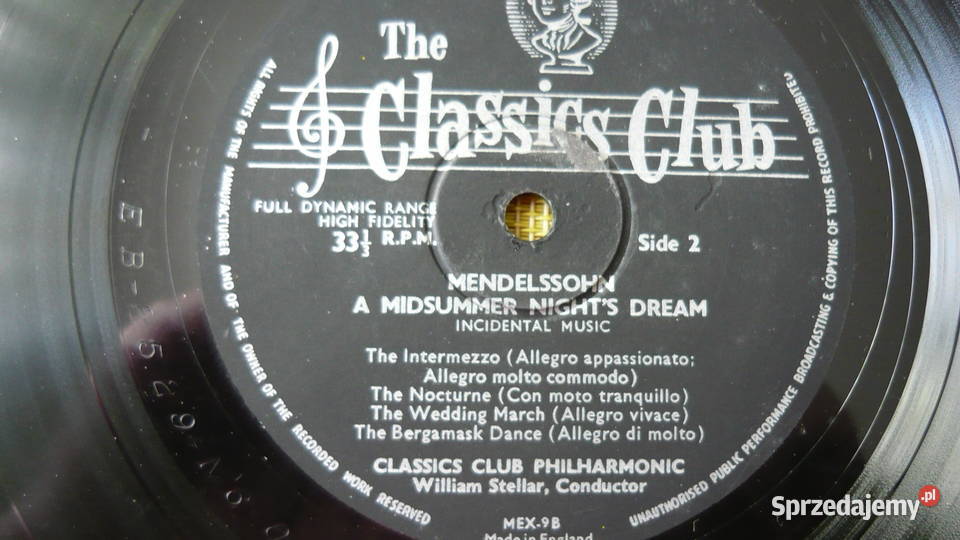 The
Classics Club
FULL DYNAMIC RANGE
HIGH FIDELITY
33⅓ R.P.M.
Side 2
MENDELSSOHN
A MIDSUMMER NIGHT'S DREAM
INCIDENTAL MUSIC
The Intermezzo (Allegro appassionato;
Allegro molto commodo)
The Nocturne (Con moto tranquillo)
The Wedding March (Allegro vivace)
The Bergamask Dance (Allegro di molto)
CLASSICS CLUB PHILHARMONIC
William Stellar, Conductor
MEX-9B
Made in England
ALL RIGHTS OF THE MANUFACTURER AND OF THE OWNER OF THE RECORDED WORK RESERVED
UNAUTHORISED PUBLIC PERFORMANCE BROADCASTING & COPYING OF THIS RECORD PROHIBITED
Sprzedajemy.pl